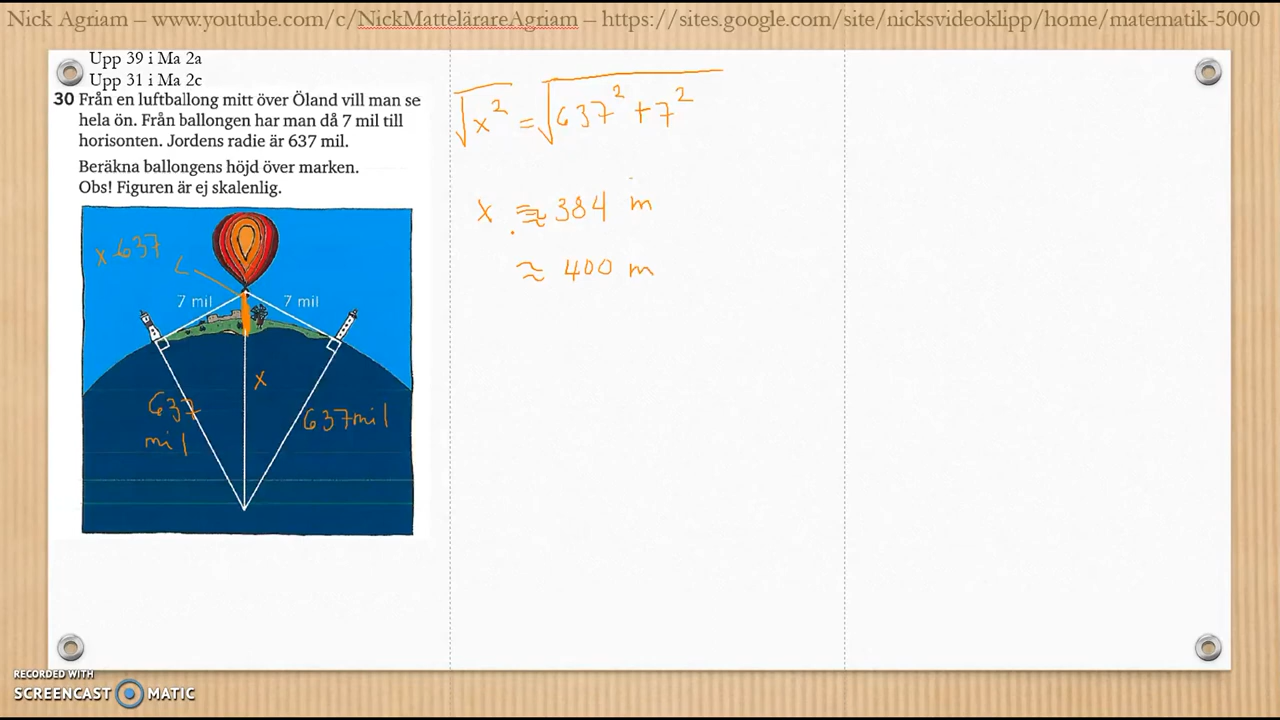 Nick Agriam – www.youtube.com/c/NickMattelärareAgriam – https://sites.google.com/site/nicksvideoklipp/home/matematik-5000
Upp 39 i Ma 2a
Upp 31 i Ma 2c
30 Från en luftballong mitt över Öland vill man se
hela ön. Från ballongen har man då 7 mil till
horisonten. Jordens radie är 637 mil.
Beräkna ballongens höjd över marken.
Obs! Figuren är ej skalenlig.
x 637
7 mil
7 mil
x
637
mil
637mil
√x² = √637² + 7²
x ≈ 384 m
≈ 400 m
RECORDED WITH
SCREENCAST MATIC